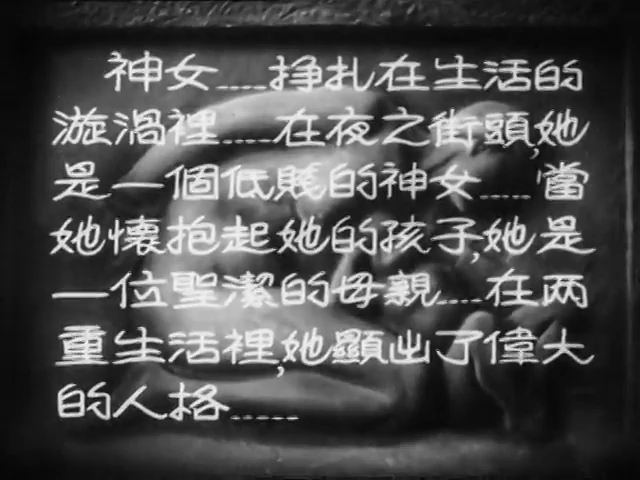 神女.....掙扎在生活的
漩渦裡.....在夜之街頭,她
是一個低賤的神女.....當
她懷抱起她的孩子,她是
一位聖潔的母親.....在两
重生活裡,她顯出了偉大
的人格.....